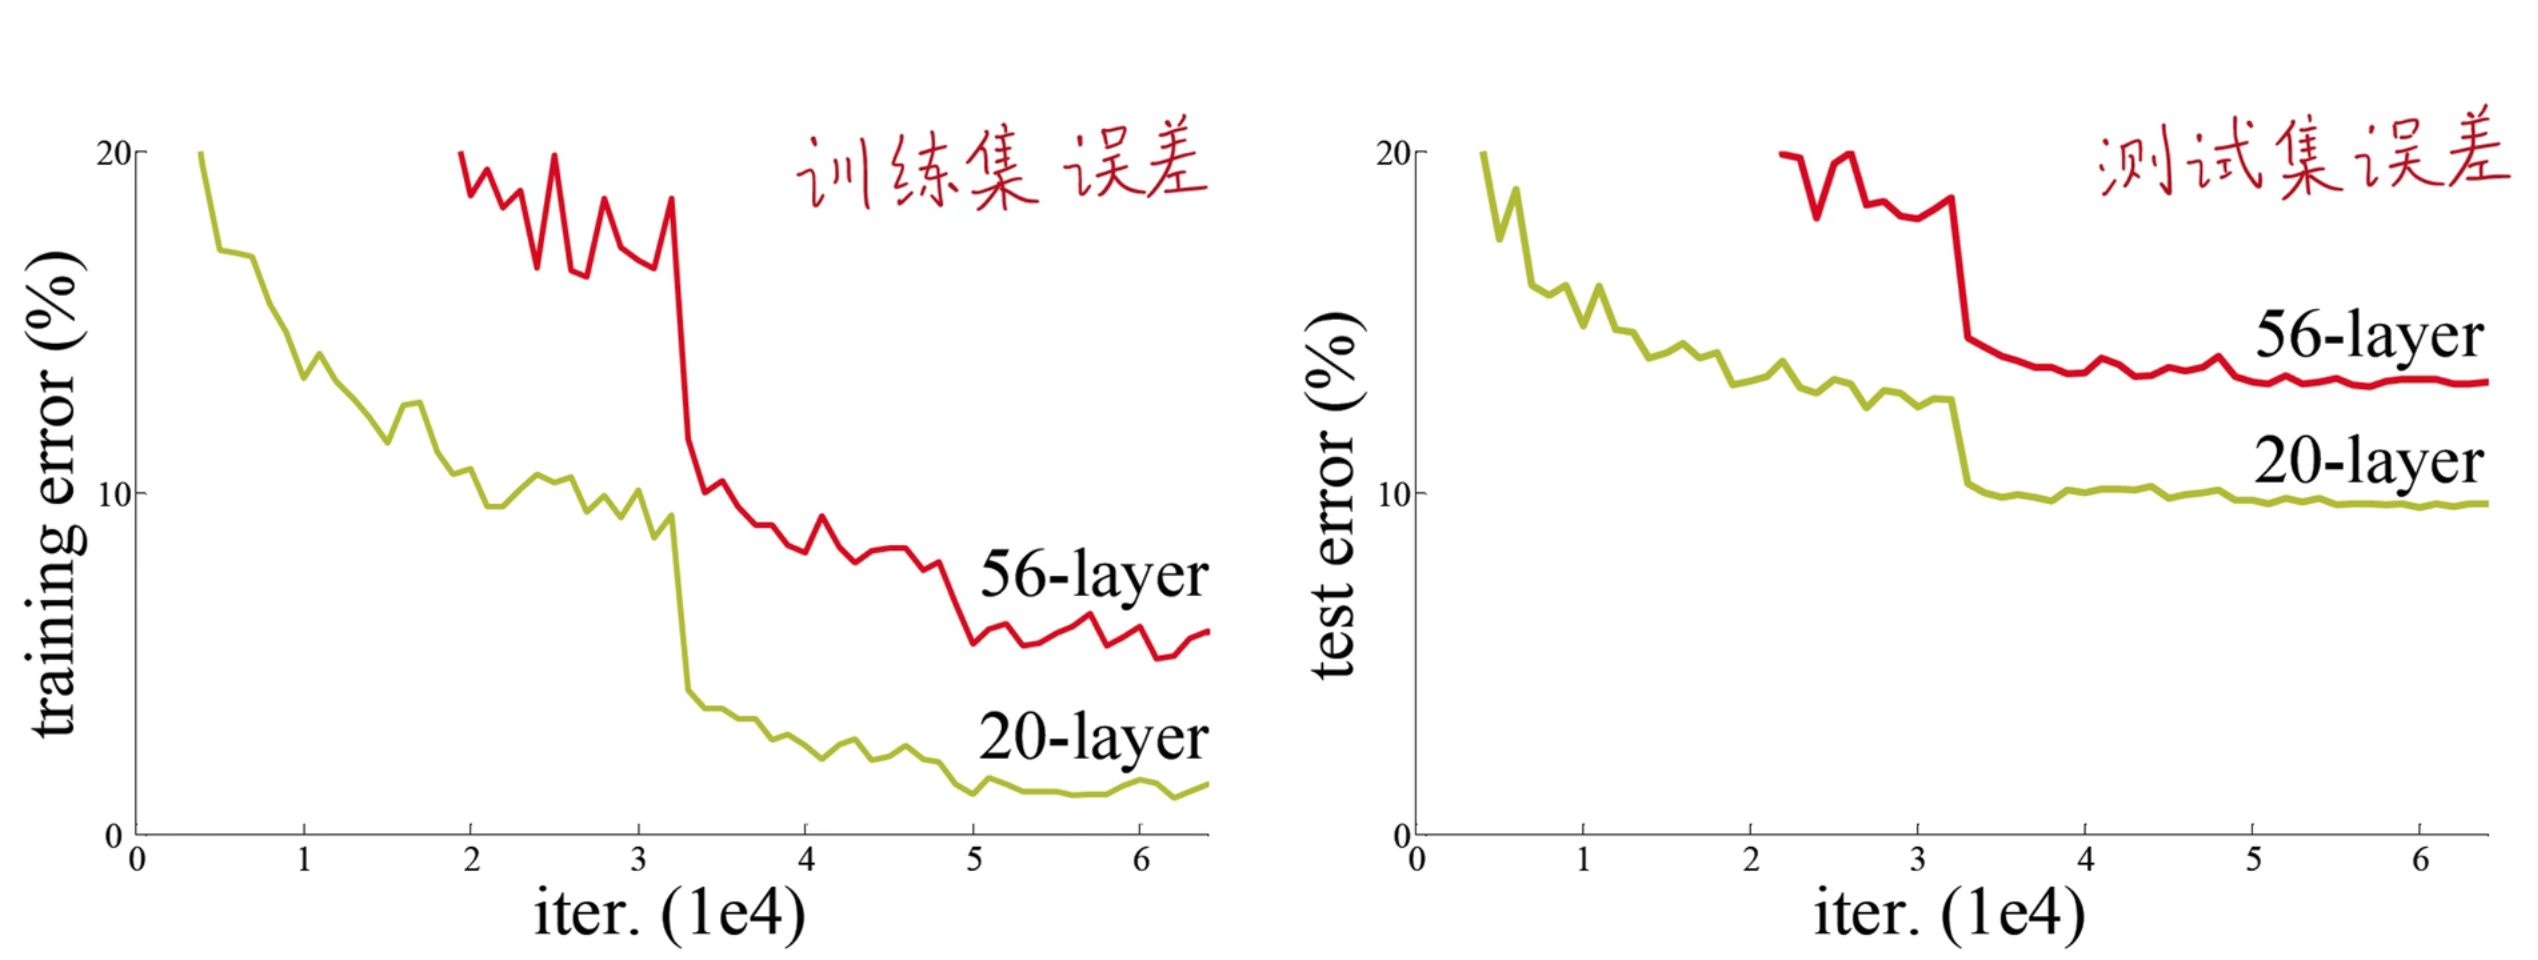 训练集 误差
20
10
0
training error (%)
56-layer
20-layer
0 1 2 3 4 5 6
iter. (1e4)
测试集 误差
20
10
0
test error (%)
56-layer
20-layer
0 1 2 3 4 5 6
iter. (1e4)